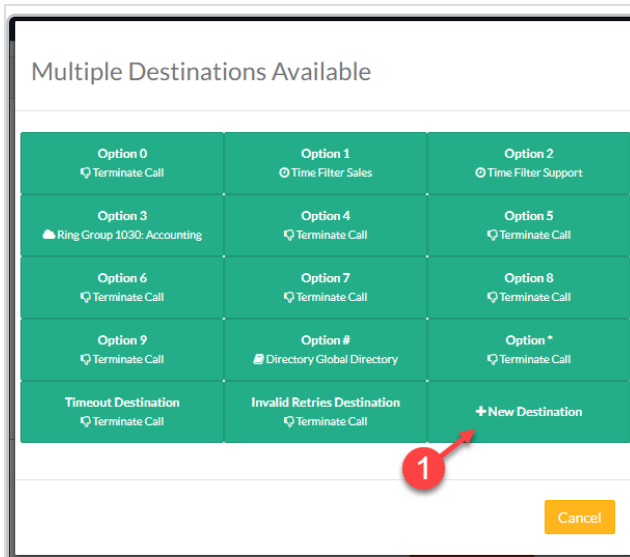 Multiple Destinations Available
Option 0
Terminate Call
Option 1
Time Filter Sales
Option 2
Time Filter Support
Option 3
Ring Group 1030: Accounting
Option 4
Terminate Call
Option 5
Terminate Call
Option 6
Terminate Call
Option 7
Terminate Call
Option 8
Terminate Call
Option 9
Terminate Call
Option #
Directory Global Directory
Option *
Terminate Call
Timeout Destination
Terminate Call
Invalid Retries Destination
Terminate Call
+New Destination
1
Cancel